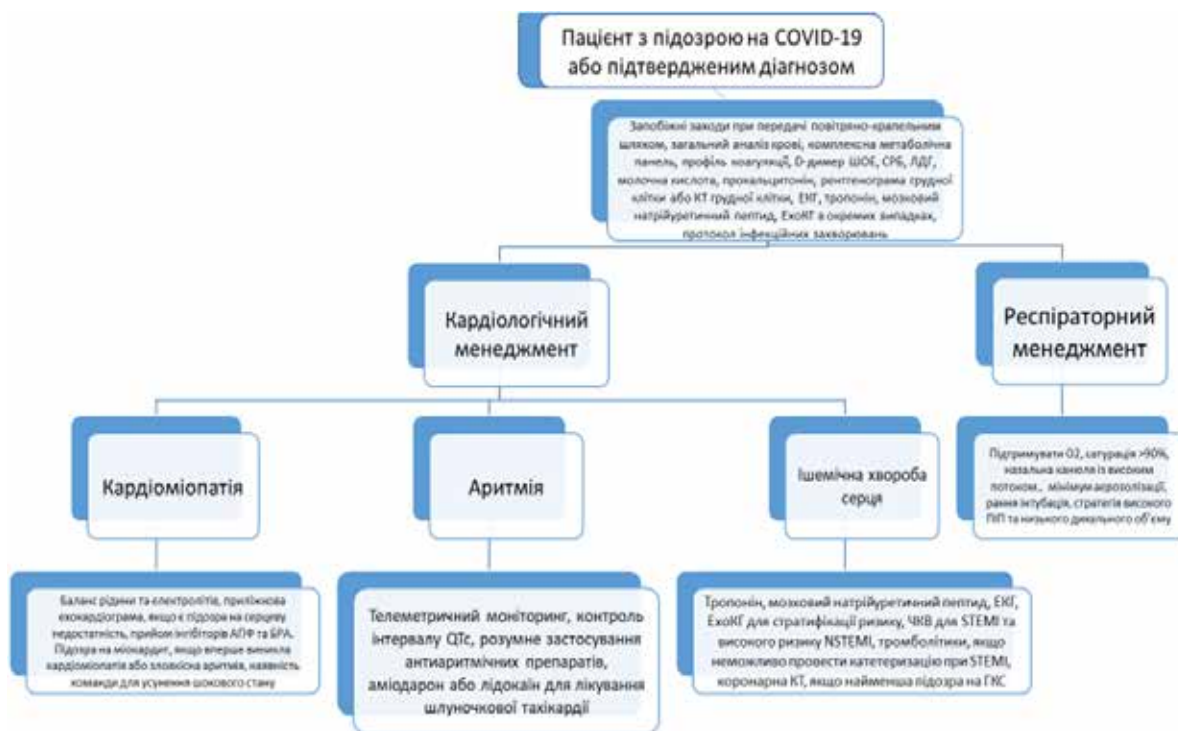 Пацієнт з підозрою на COVID-19
або підтвердженим діагнозом
Запобіжні заходи при передачі повітряно-крапельним
шляхом, загальний аналіз крові, комплексна метаболічна
панель, профіль коагуляції, D-димер ШОЕ, СРБ, ЛДГ,
молочна кислота, прокальцитонін, рентгенограма грудної
клітки або КТ грудної клітки, ЕКГ, тропонін, мозковий
натрійуретичний пептид, ЕхоКГ в окремих випадках,
протокол інфекційних захворювань
Кардіологічний
менеджмент
Респіраторний
менеджмент
Кардіоміопатія
Аритмія
Ішемічна хвороба
серця
Підтримувати О2, сатурація >90%,
назальна канюля із високим
потоком.. мінімум аерозолізації,
рання інтубація, стратегія високого
ПІП та низького дихального об'єму
Баланс рідини та електролітів, приліжкова
ехокардіограма, якщо є підозра на серцеву
недостатність, прийом інгібіторів АПФ та БРА.
Підозра на міокардит, якщо вперше виникла
кардіоміопатія або зловісна аритмія, наявність
команди для усунення шокового стану
Телеметричний моніторинг, контроль
інтервалу QTc, розумне застосування
антиаритмічних препаратів,
аміодарон або лідокаїн для лікування
шлуночкової тахікардії
Тропонін, мозковий натрійуретичний пептид, ЕКГ,
ЕхоКГ для стратифікації ризику, ЧКВ для STEMI та
високого ризику NSTEMI, тромболітики, якщо
неможливо провести катетеризацію при STEMI,
коронарна КТ, якщо найменша підозра на ГКС